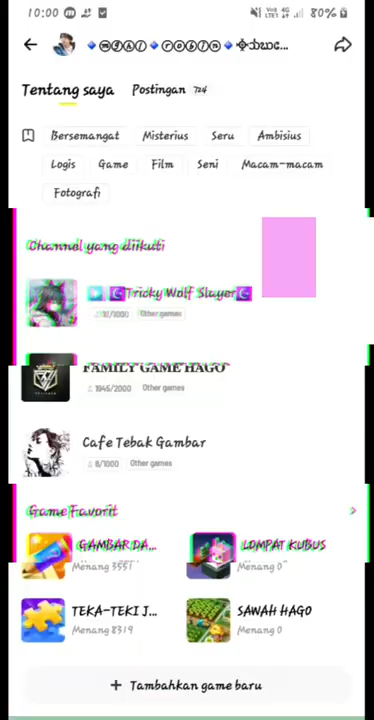 10:00
80%
Tentang saya Postingan 724
Bersemangat Misterius Seru Ambisius
Logis Game Film Seni Macam-macam
Fotografi
Channel yang diikuti
Tricky Wolf Slayer
Other games
FAMILY GAME HAGO
1945/2000 Other games
Cafe Tebak Gambar
8/1000 Other games
Game Favorit
GAMBAR DA... LOMPAT KUBUS
Menang 3551 Menang 0
TEKA-TEKI J... SAWAH HAGO
Menang 8319 Menang 0
+ Tambahkan game baru